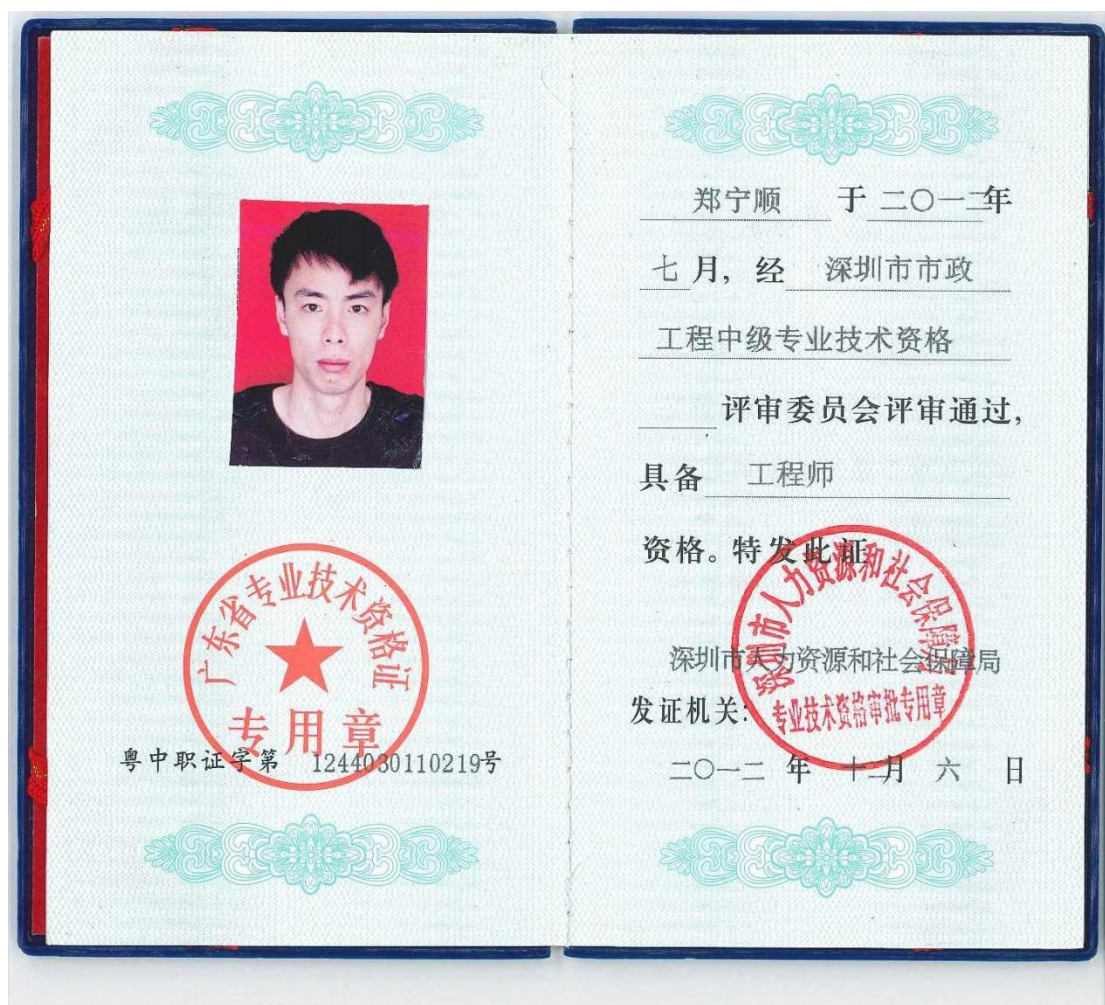 广东省专业技术资格证
专用章
粤中职证字第 1244030110219号
郑宁顺 于 二〇一二年
七月，经 深圳市市政
工程中级专业技术资格
评审委员会评审通过，
具备 工程师
资格。特发此证
深圳市人力资源和社会保障局
专业技术资格审批专用章
深圳市人力资源和社会保障局
发证机关：
二〇一二 年 十二月 六 日